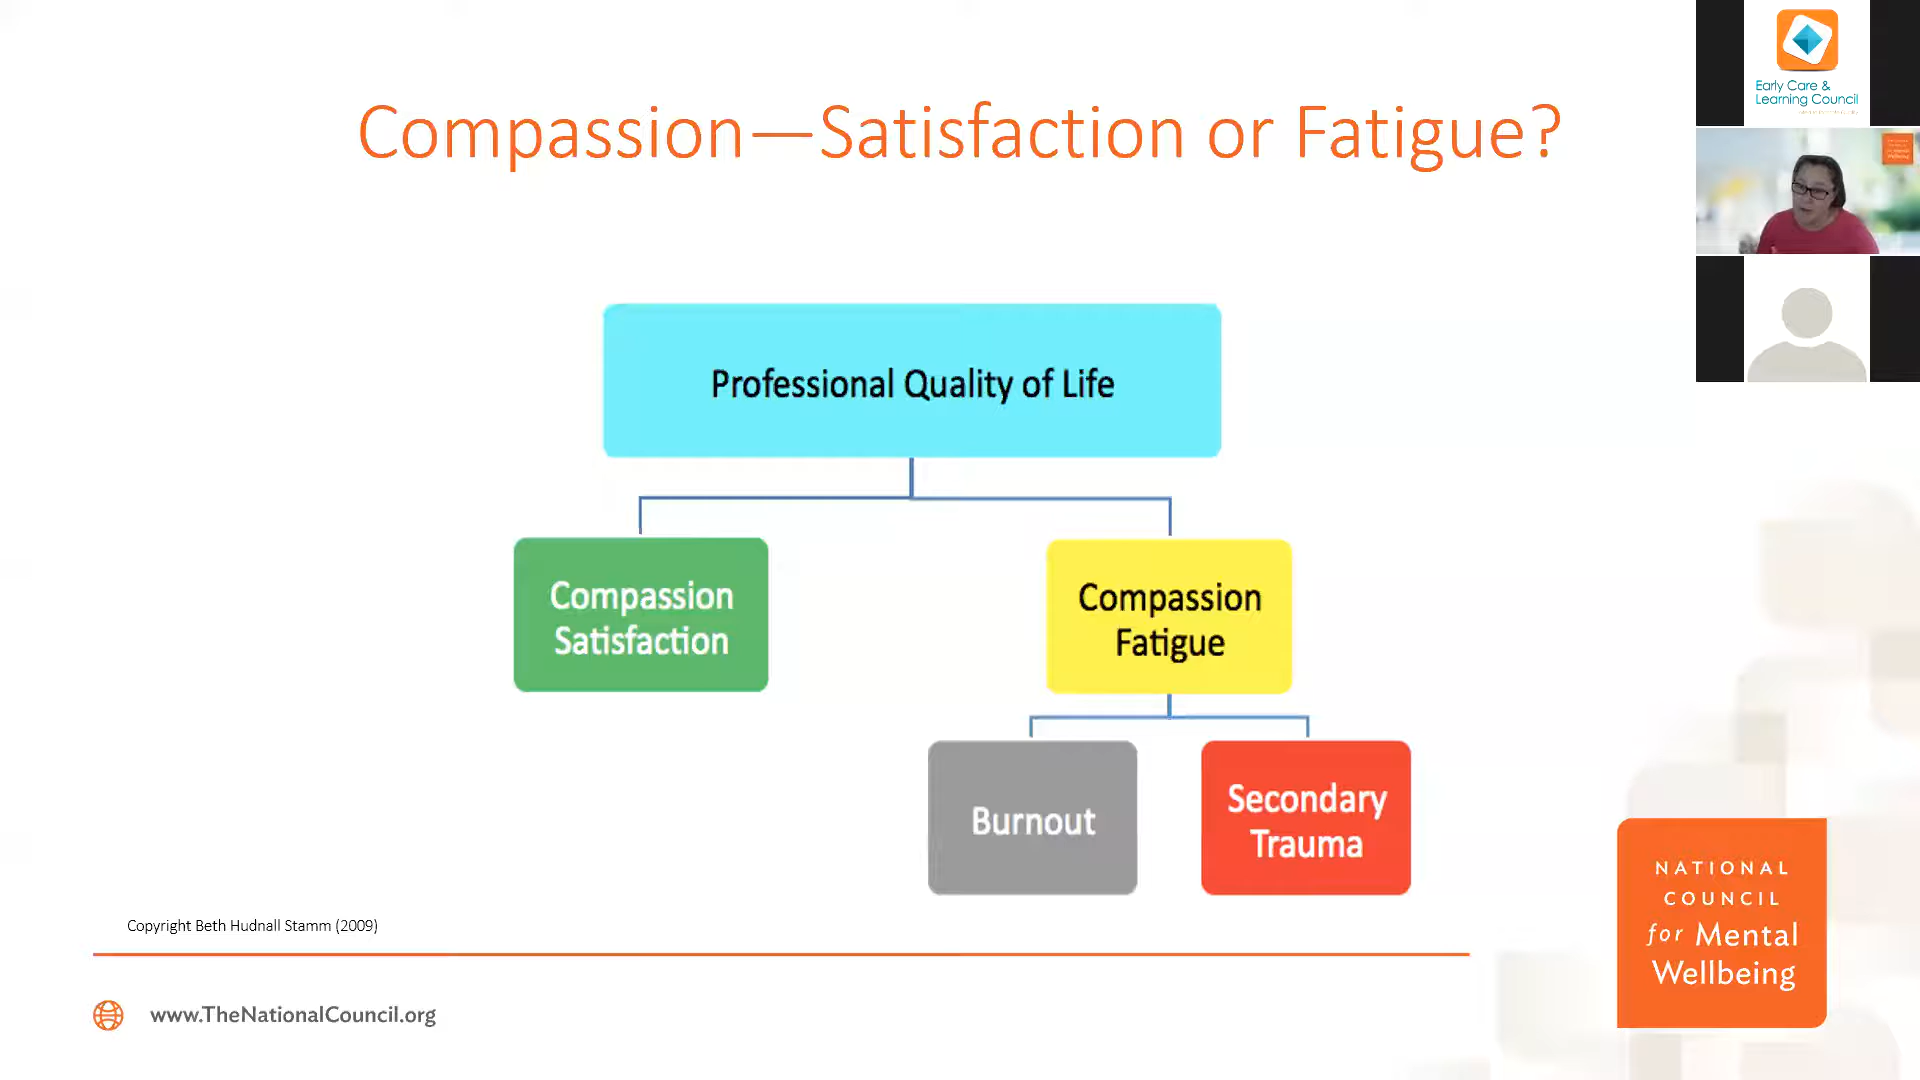 Compassion—Satisfaction or Fatigue?
Early Care &
Learning Council
Wellbeing
Professional Quality of Life
Compassion
Satisfaction
Compassion
Fatigue
Burnout
Secondary
Trauma
Copyright Beth Hudnall Stamm (2009)
www.TheNationalCouncil.org
NATIONAL
COUNCIL
for Mental
Wellbeing